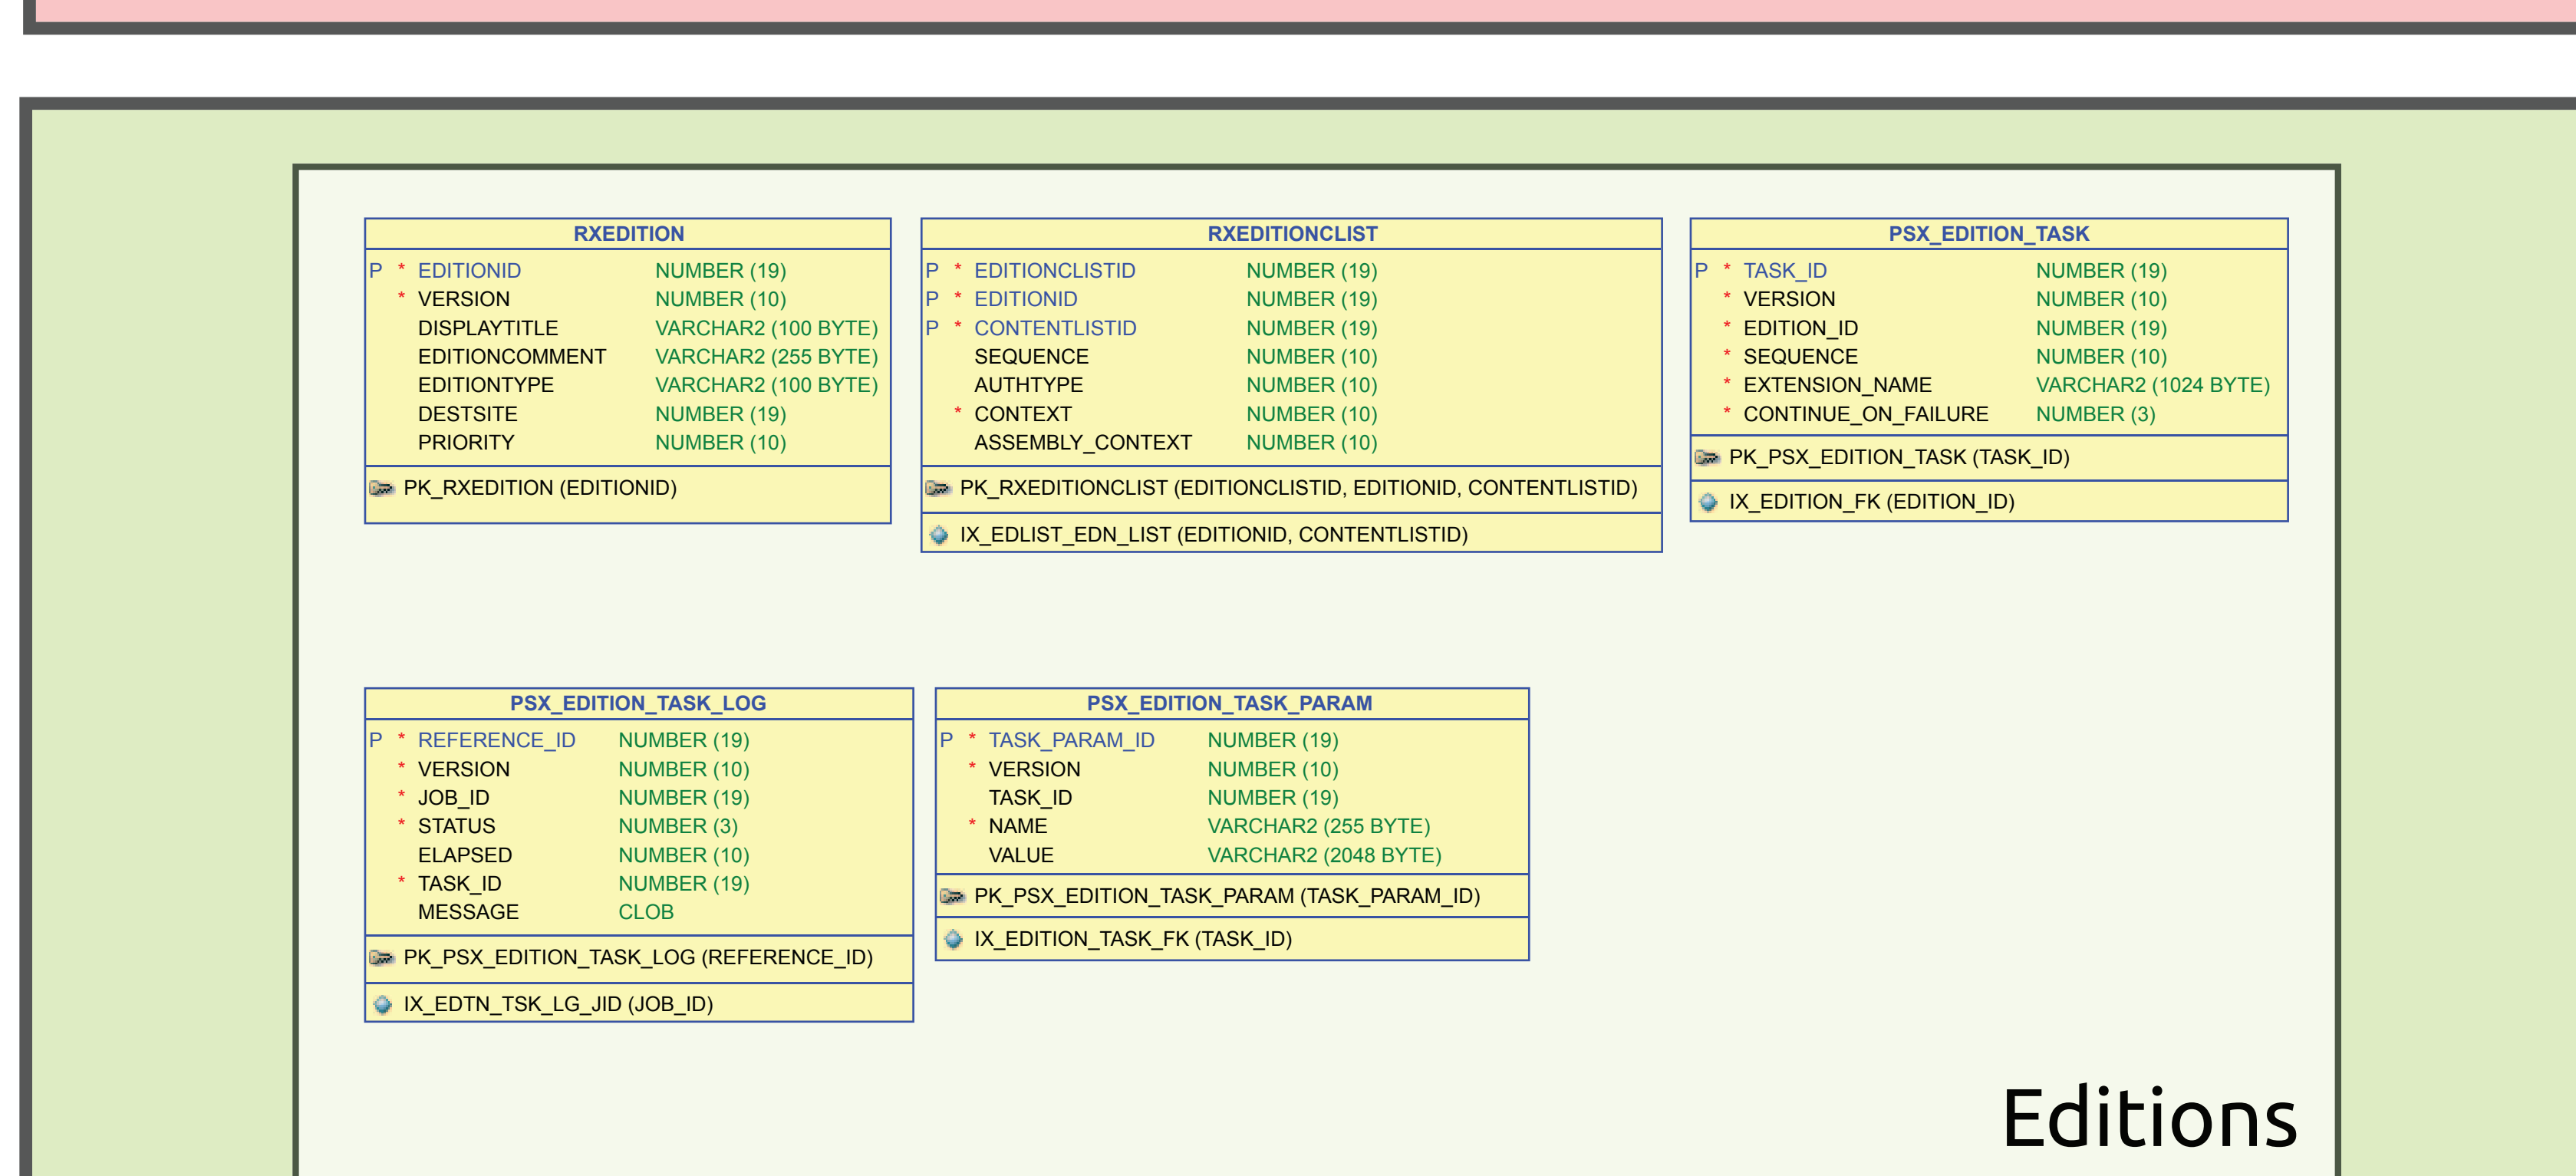 RXEDITION
P * EDITIONID NUMBER (19)
* VERSION NUMBER (10)
DISPLAYTITLE VARCHAR2 (100 BYTE)
EDITIONCOMMENT VARCHAR2 (255 BYTE)
EDITIONTYPE VARCHAR2 (100 BYTE)
DESTSITE NUMBER (19)
PRIORITY NUMBER (10)
PK_RXEDITION (EDITIONID)
RXEDITIONCLIST
P * EDITIONCLISTID NUMBER (19)
P * EDITIONID NUMBER (19)
P * CONTENTLISTID NUMBER (19)
SEQUENCE NUMBER (10)
AUTHTYPE NUMBER (10)
* CONTEXT NUMBER (10)
ASSEMBLY_CONTEXT NUMBER (10)
PK_RXEDITIONCLIST (EDITIONCLISTID, EDITIONID, CONTENTLISTID)
IX_EDLIST_EDN_LIST (EDITIONID, CONTENTLISTID)
PSX_EDITION_TASK
P * TASK_ID NUMBER (19)
* VERSION NUMBER (10)
* EDITION_ID NUMBER (19)
* SEQUENCE NUMBER (10)
* EXTENSION_NAME VARCHAR2 (1024 BYTE)
* CONTINUE_ON_FAILURE NUMBER (3)
PK_PSX_EDITION_TASK (TASK_ID)
IX_EDITION_FK (EDITION_ID)
PSX_EDITION_TASK_LOG
P * REFERENCE_ID NUMBER (19)
* VERSION NUMBER (10)
* JOB_ID NUMBER (19)
* STATUS NUMBER (3)
ELAPSED NUMBER (10)
* TASK_ID NUMBER (19)
MESSAGE CLOB
PK_PSX_EDITION_TASK_LOG (REFERENCE_ID)
IX_EDTN_TSK_LG_JID (JOB_ID)
PSX_EDITION_TASK_PARAM
P * TASK_PARAM_ID NUMBER (19)
* VERSION NUMBER (10)
TASK_ID NUMBER (19)
* NAME VARCHAR2 (255 BYTE)
VALUE VARCHAR2 (2048 BYTE)
PK_PSX_EDITION_TASK_PARAM (TASK_PARAM_ID)
IX_EDITION_TASK_FK (TASK_ID)
Editions